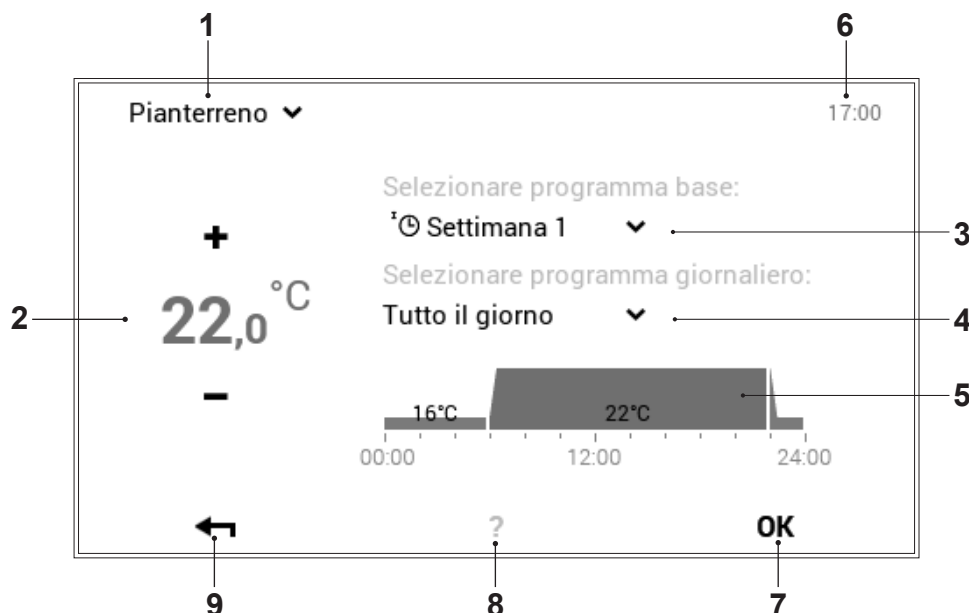 1
6
Pianterreno
17:00
Selezionare programma base:
Settimana 1
3
+
Selezionare programma giornaliero:
2
22,0 °C
Tutto il giorno
4
–
16°C
22°C
5
00:00
12:00
24:00
?
OK
9
8
7